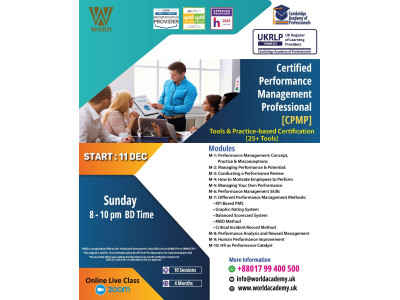 WARD
RECERTIFICATION
PROVIDER
2023
Cambridge
Academy of
Professionals
UKRLP
UK Register
of Learning
Providers
Certified
Performance
Management
Professional
[CPMP]
Tools & Practice-based Certification
[25+ Tools]
START : 11 DEC
Sunday
8 - 10 pm BD Time
Modules
M-1: Performance Management: Concept,
Practice & Misconceptions
M-2: Managing Performance & Potential
M-3: Conducting a Performance Review
M-4: How to Motivate Employees to Perform
M-5: Managing Your Own Performance
M-6: Performance Management Skills
M-7: Different Performance Management Methods:
- KPI Based PMS
- Graphic Rating System
- Balanced Scorecard System
- MBO Method
- Critical Incident Record Method
M-8: Performance Analysis and Reward Management
M-9: Human Performance Improvement
M-10: HR as Performance Catalyst
Online Live Class
zoom
10 Sessions
4 Months
More Information
+88017 99 400 500
info@worldacademy.uk
www.worldacademy.uk